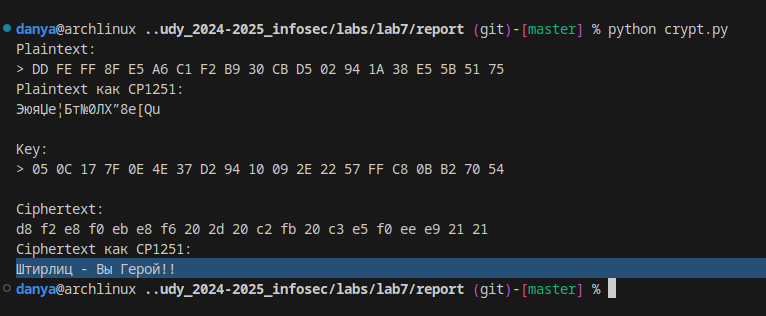 danya@archlinux ..udy_2024-2025_infosec/labs/lab7/report (git)-[master] % python crypt.py
Plaintext:
> DD FE FF 8F E5 A6 C1 F2 B9 30 CB D5 02 94 1A 38 E5 5B 51 75
Plaintext как CP1251:
ЭюяЏе¦Бт№0ЛХ”8е[Qu
Key:
> 05 0C 17 7F 0E 4E 37 D2 94 10 09 2E 22 57 FF C8 0B B2 70 54
Ciphertext:
d8 f2 e8 f0 eb e8 f6 20 2d 20 c2 fb 20 c3 e5 f0 ee e9 21 21
Ciphertext как CP1251:
Штирлиц - Вы Герой!!
danya@archlinux ..udy_2024-2025_infosec/labs/lab7/report (git)-[master] %